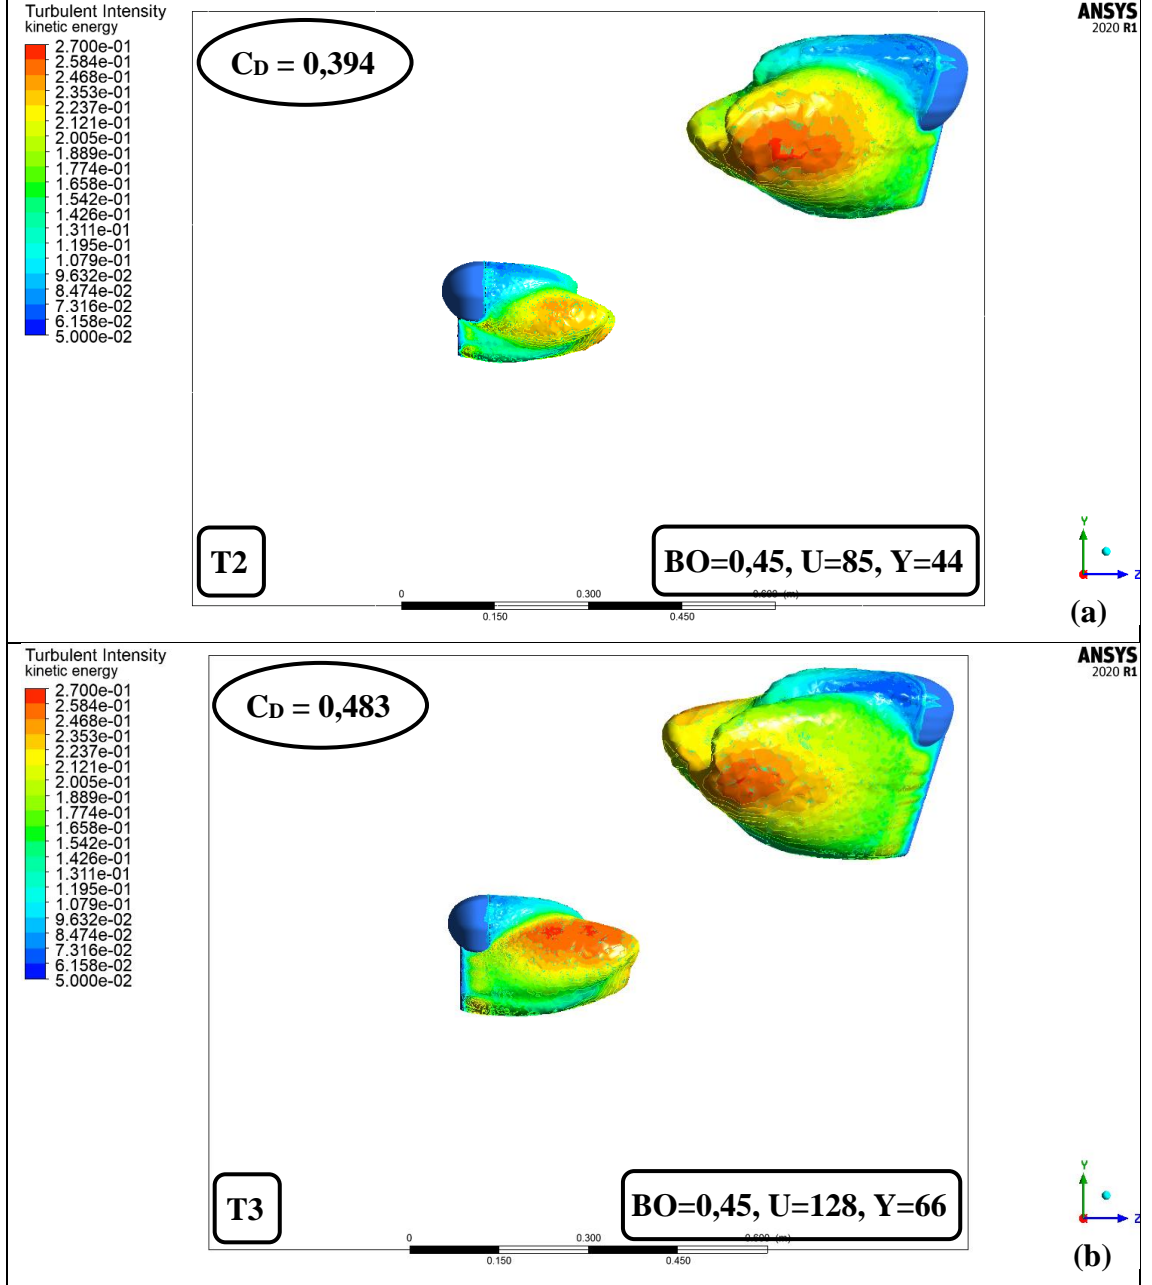 Turbulent Intensity
kinetic energy
2.700e-01
2.584e-01
2.468e-01
2.353e-01
2.237e-01
2.121e-01
2.005e-01
1.889e-01
1.774e-01
1.658e-01
1.542e-01
1.426e-01
1.311e-01
1.195e-01
1.079e-01
9.632e-02
8.474e-02
7.316e-02
6.158e-02
5.000e-02
CD = 0,394
ANSYS
2020 R1
T2
BO=0,45, U=85, Y=44
0 0.300 0.600 (m)
0.150 0.450
Y
Z
(a)
Turbulent Intensity
kinetic energy
2.700e-01
2.584e-01
2.468e-01
2.353e-01
2.237e-01
2.121e-01
2.005e-01
1.889e-01
1.774e-01
1.658e-01
1.542e-01
1.426e-01
1.311e-01
1.195e-01
1.079e-01
9.632e-02
8.474e-02
7.316e-02
6.158e-02
5.000e-02
CD = 0,483
ANSYS
2020 R1
T3
BO=0,45, U=128, Y=66
0 0.300 0.600 (m)
0.150 0.450
Y
Z
(b)